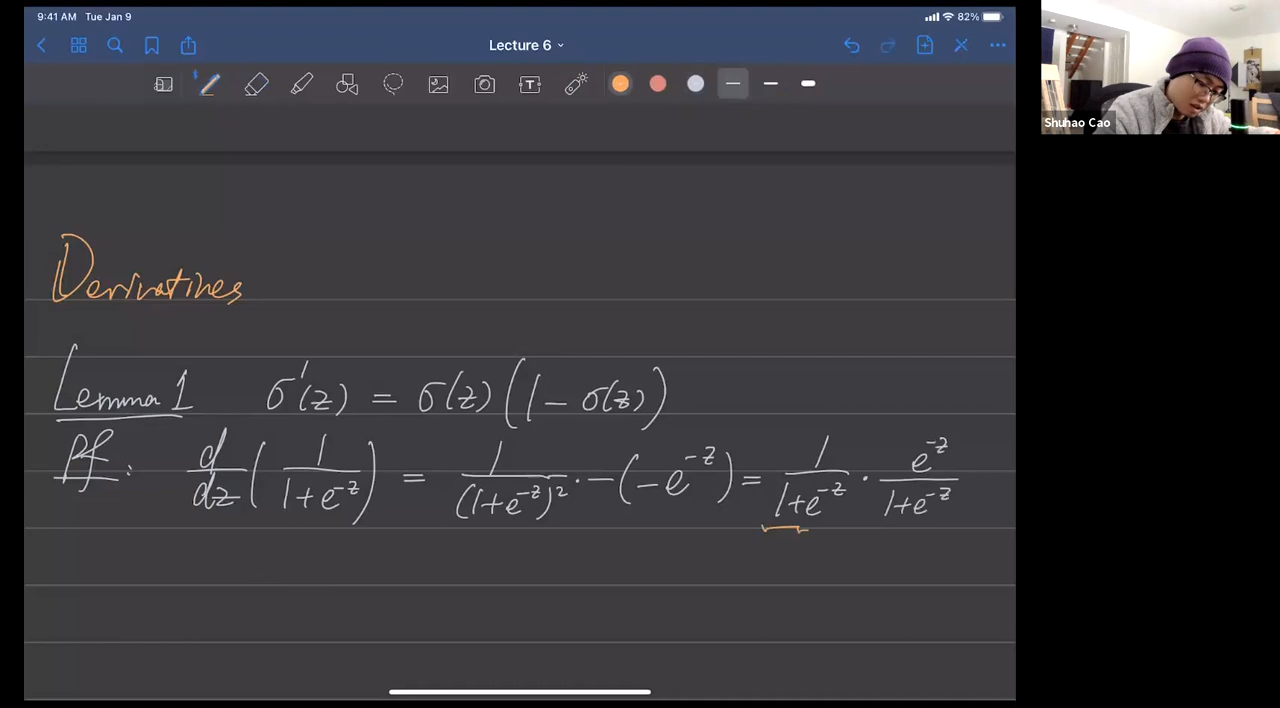 9:41 AM Tue Jan 9
82%
Lecture 6
Shuhao Cao
Derivatives
Lemma 1 σ'(z) = σ(z)(1 - σ(z))
Pf: d/dz (1/(1+e^{-z})) = 1/(1+e^{-z})^2 · -(-e^{-z}) = 1/(1+e^{-z}) · e^{-z}/(1+e^{-z})